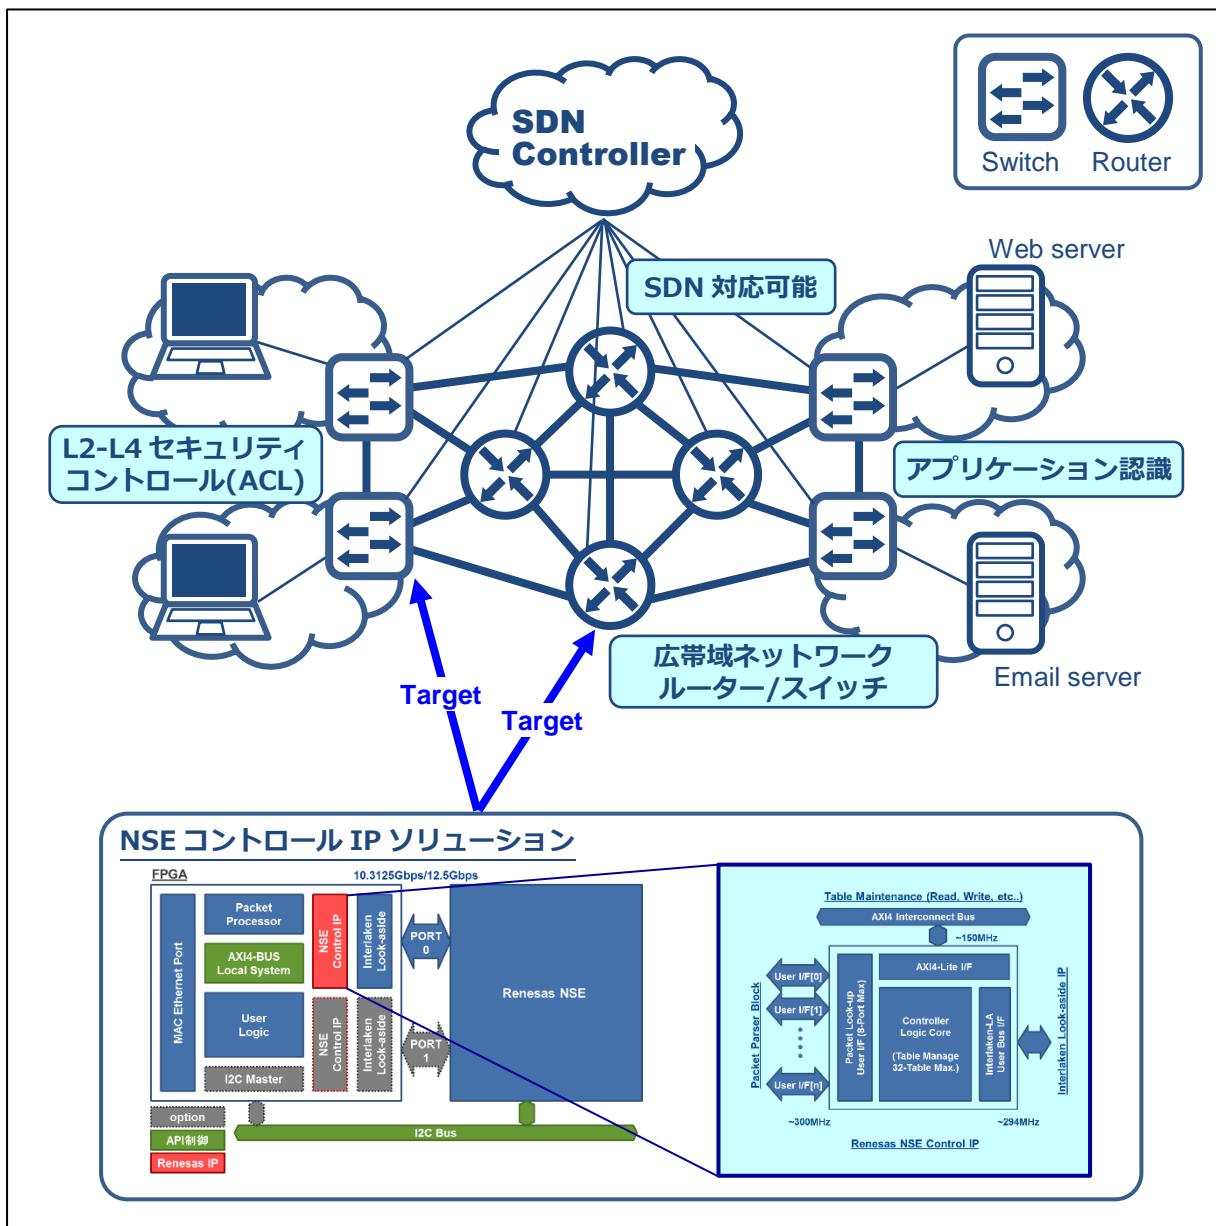 SDN
Controller
Switch
Router
Web server
SDN 対応可能
L2-L4 セキュリティ
コントロール(ACL)
アプリケーション認識
広帯域ネットワーク
ルーター/スイッチ
Email server
Target
Target
NSE コントロール IP ソリューション
FPGA
10.3125Gbps/12.5Gbps
MAC Ethernet Port
Packet
Processor
AXI4-BUS
Local System
User
Logic
I2C Master
NSE
Control IP
Interlaken
Look-aside
NSE
Control IP
Interlaken
Look-aside
PORT
0
PORT
1
Renesas NSE
I2C Bus
option
API制御
Renesas IP
Table Maintenance (Read, Write, etc..)
AXI4 Interconnect Bus
~150MHz
Packet Parser Block
User I/F[0]
User I/F[1]
User I/F[n]
Packet Look-up
User I/F (8-Port Max)
AXI4-Lite I/F
Controller
Logic Core
(Table Manage
32-Table Max.)
Interlaken-LA
User Bus I/F
Interlaken Look-aside IP
~300MHz
~294MHz
Renesas NSE Control IP